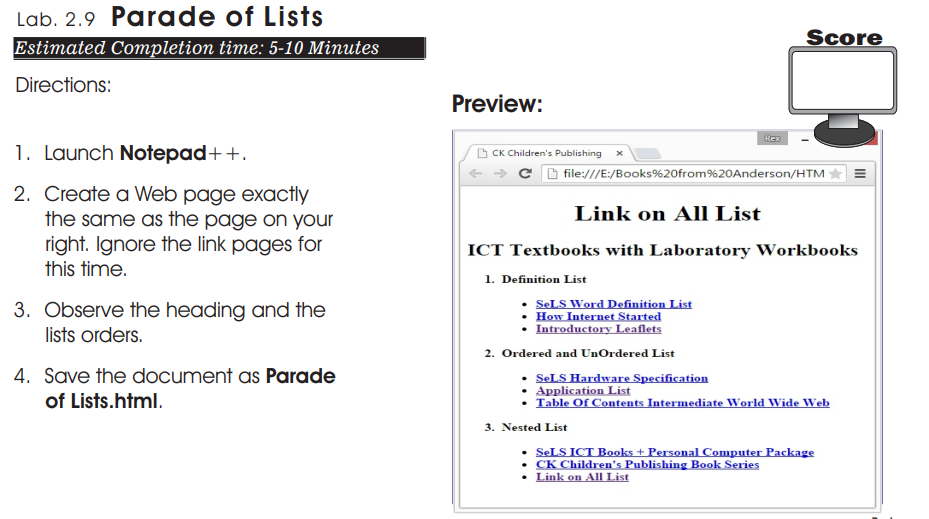 Lab. 2.9 Parade of Lists
Estimated Completion time: 5-10 Minutes
Score
Directions:
1. Launch Notepad++.
2. Create a Web page exactly
the same as the page on your
right. Ignore the link pages for
this time.
3. Observe the heading and the
lists orders.
4. Save the document as Parade
of Lists.html.
Preview:
Rex
CK Children's Publishing
file:///E:/Books%20from%20Anderson/HTM
Link on All List
ICT Textbooks with Laboratory Workbooks
1. Definition List
• SeLS Word Definition List
• How Internet Started
• Introductory Leaflets
2. Ordered and UnOrdered List
• SeLS Hardware Specification
• Application List
• Table Of Contents Intermediate World Wide Web
3. Nested List
• SeLS ICT Books + Personal Computer Package
• CK Children's Publishing Book Series
• Link on All List